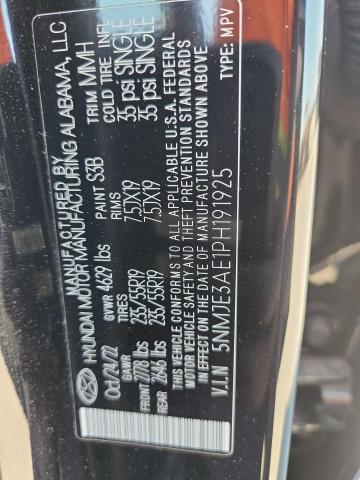 MANUFACTURED BY
HYUNDAI MOTOR MANUFACTURING ALABAMA, LLC
Oct/24/22 GVWR 4629 lbs PAINT S3B TRIM MMH
GAWR TIRES RIMS COLD TIRE INFL
FRONT 2778 lbs 235/55R19 7.5JX19 35 psi SINGLE
REAR 2646 lbs 235/55R19 7.5JX19 35 psi SINGLE
THIS VEHICLE CONFORMS TO ALL APPLICABLE U.S.A. FEDERAL
MOTOR VEHICLE SAFETY AND THEFT PREVENTION STANDARDS
IN EFFECT ON THE DATE OF MANUFACTURE SHOWN ABOVE.
V.I.N 5NMJE3AE1PH191925 TYPE: MPV